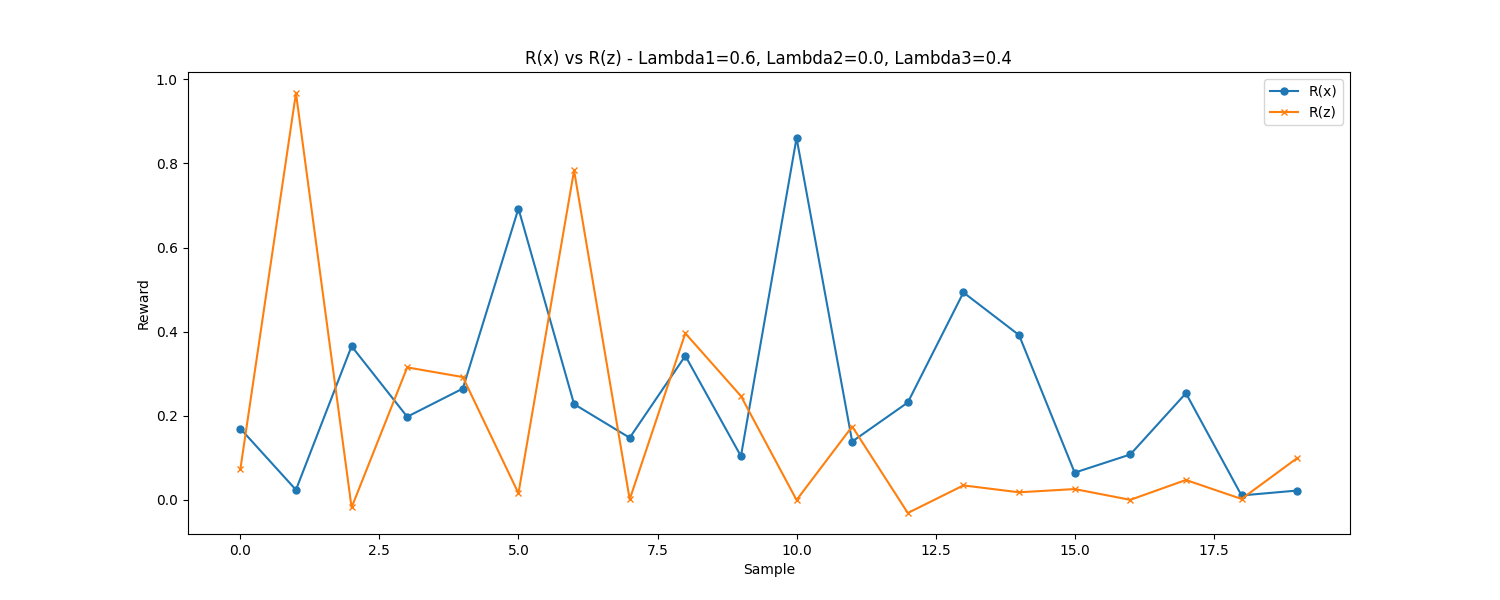 R(x) vs R(z) - Lambda1=0.6, Lambda2=0.0, Lambda3=0.4
R(x)
R(z)
1.0
0.8
0.6
0.4
0.2
0.0
Reward
0.0 2.5 5.0 7.5 10.0 12.5 15.0 17.5
Sample